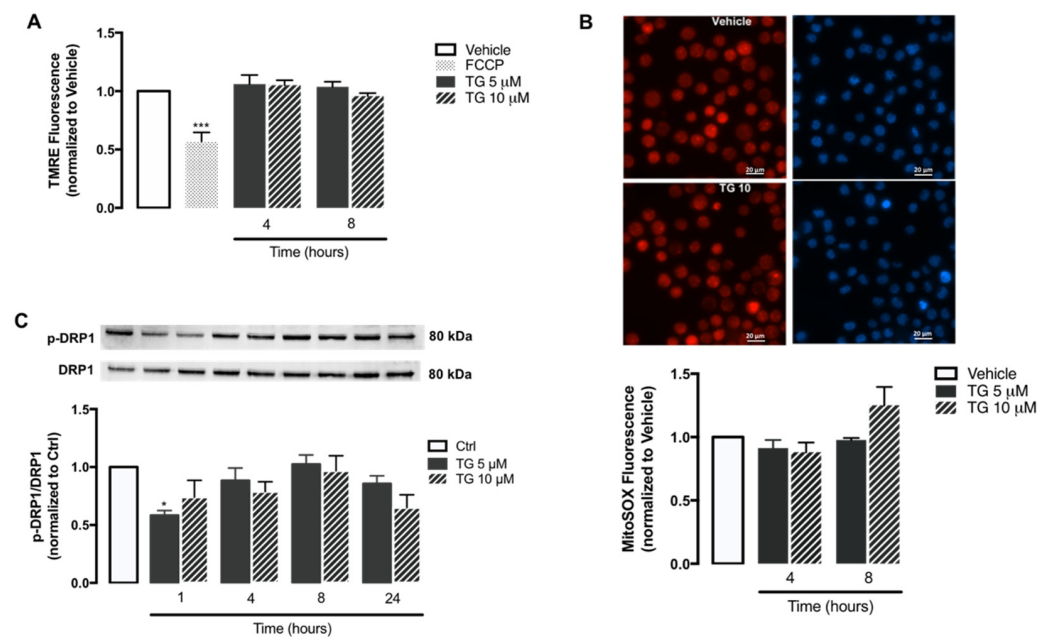 A
TMRE Fluorescence
(normalized to Vehicle)
1.5
1.0
0.5
0.0
***
4
8
Time (hours)
Vehicle
FCCP
TG 5 µM
TG 10 µM
B
Vehicle
20 µm
20 µm
TG 10
20 µm
20 µm
MitoSOX Fluorescence
(normalized to Vehicle)
1.5
1.0
0.5
0.0
4
8
Time (hours)
Vehicle
TG 5 µM
TG 10 µM
C
p-DRP1
80 kDa
DRP1
80 kDa
p-DRP1/DRP1
(normalized to Ctrl)
1.5
1.0
0.5
0.0
*
1
4
8
24
Time (hours)
Ctrl
TG 5 µM
TG 10 µM